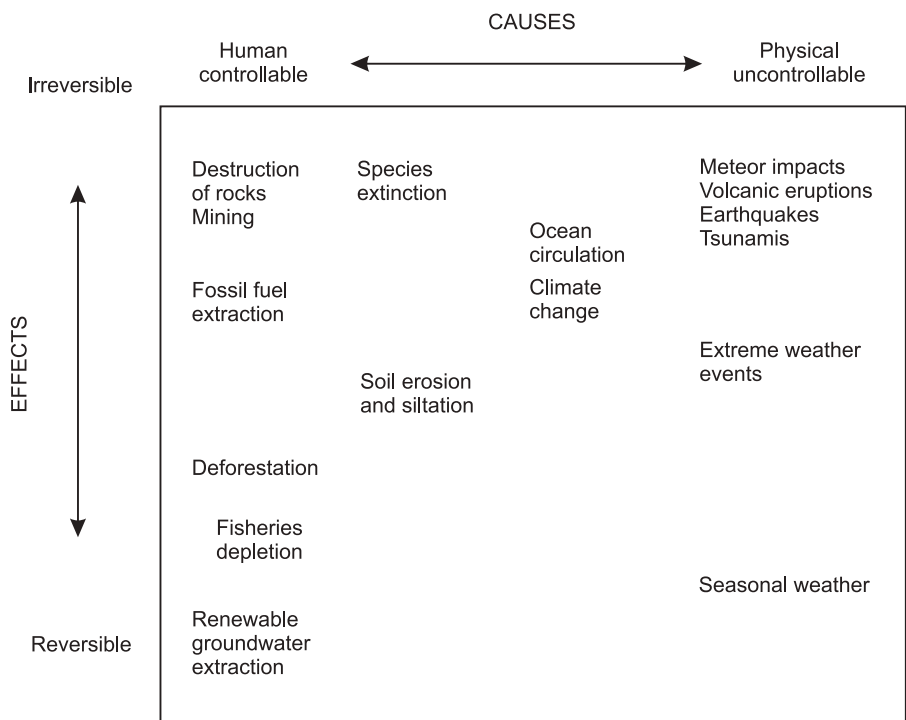 CAUSES
Human
controllable
Physical
uncontrollable
Irreversible
EFFECTS
Reversible
Destruction
of rocks
Mining
Species
extinction
Meteor impacts
Volcanic eruptions
Earthquakes
Tsunamis
Ocean
circulation
Climate
change
Fossil fuel
extraction
Extreme weather
events
Soil erosion
and siltation
Deforestation
Fisheries
depletion
Seasonal weather
Renewable
groundwater
extraction